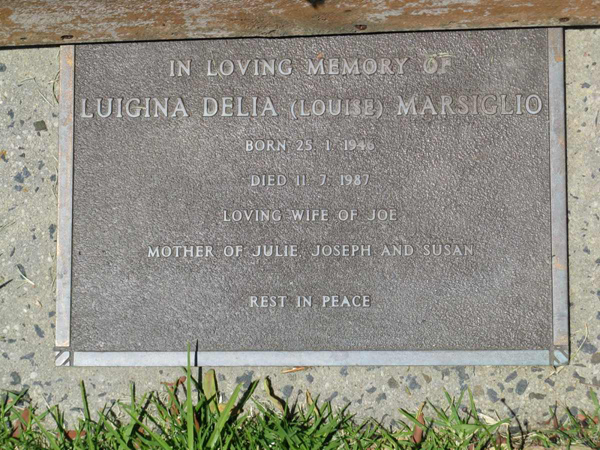 IN LOVING MEMORY OF
LUIGINA DELIA (LOUISE) MARSIGLIO
BORN 25. 1. 1946
DIED 11-7. 1987
LOVING WIFE OF JOE
MOTHER OF JULIE, JOSEPH AND SUSAN
REST IN PEACE